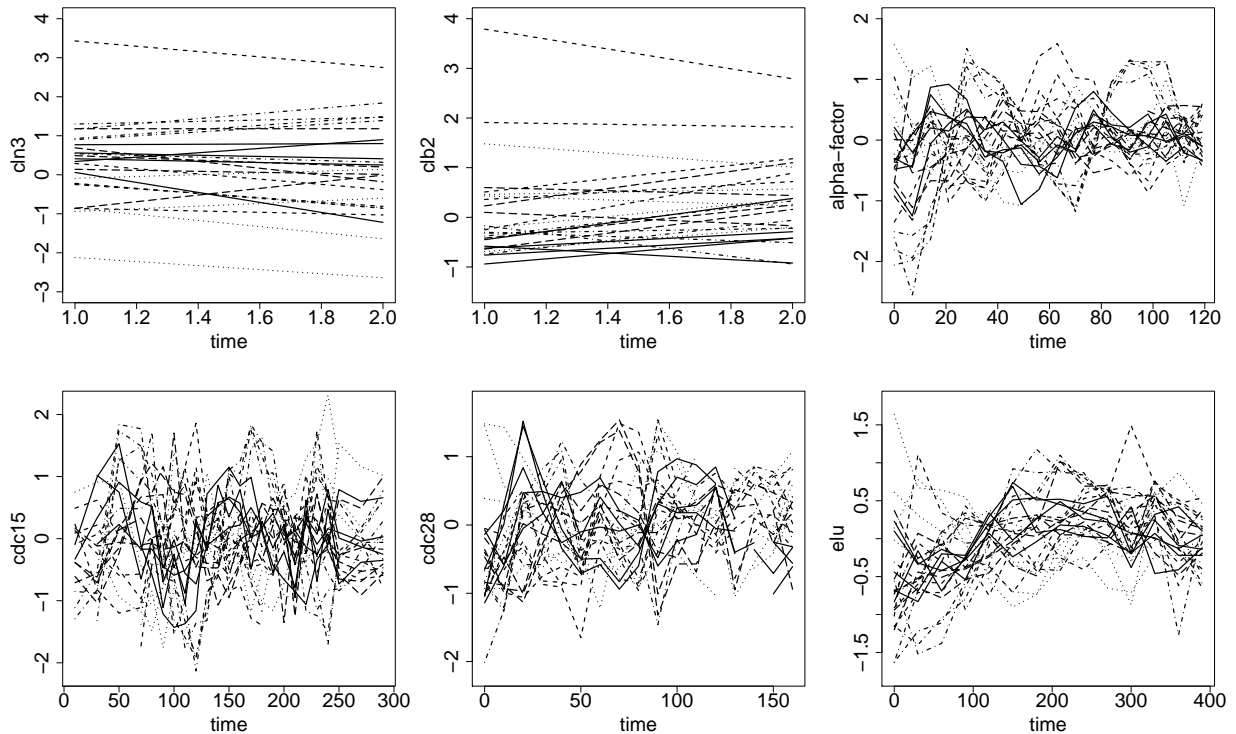 cln3
4
3
2
1
0
−1
−2
−3
1.0 1.2 1.4 1.6 1.8 2.0
time
clb2
4
3
2
1
0
−1
1.0 1.2 1.4 1.6 1.8 2.0
time
alpha−factor
2
1
0
−1
−2
0 20 40 60 80 100 120
time
cdc15
2
1
0
−1
−2
0 50 100 150 200 250 300
time
cdc28
1
0
−1
−2
0 50 100 150
time
elu
1.5
0.5
−0.5
−1.5
0 100 200 300 400
time